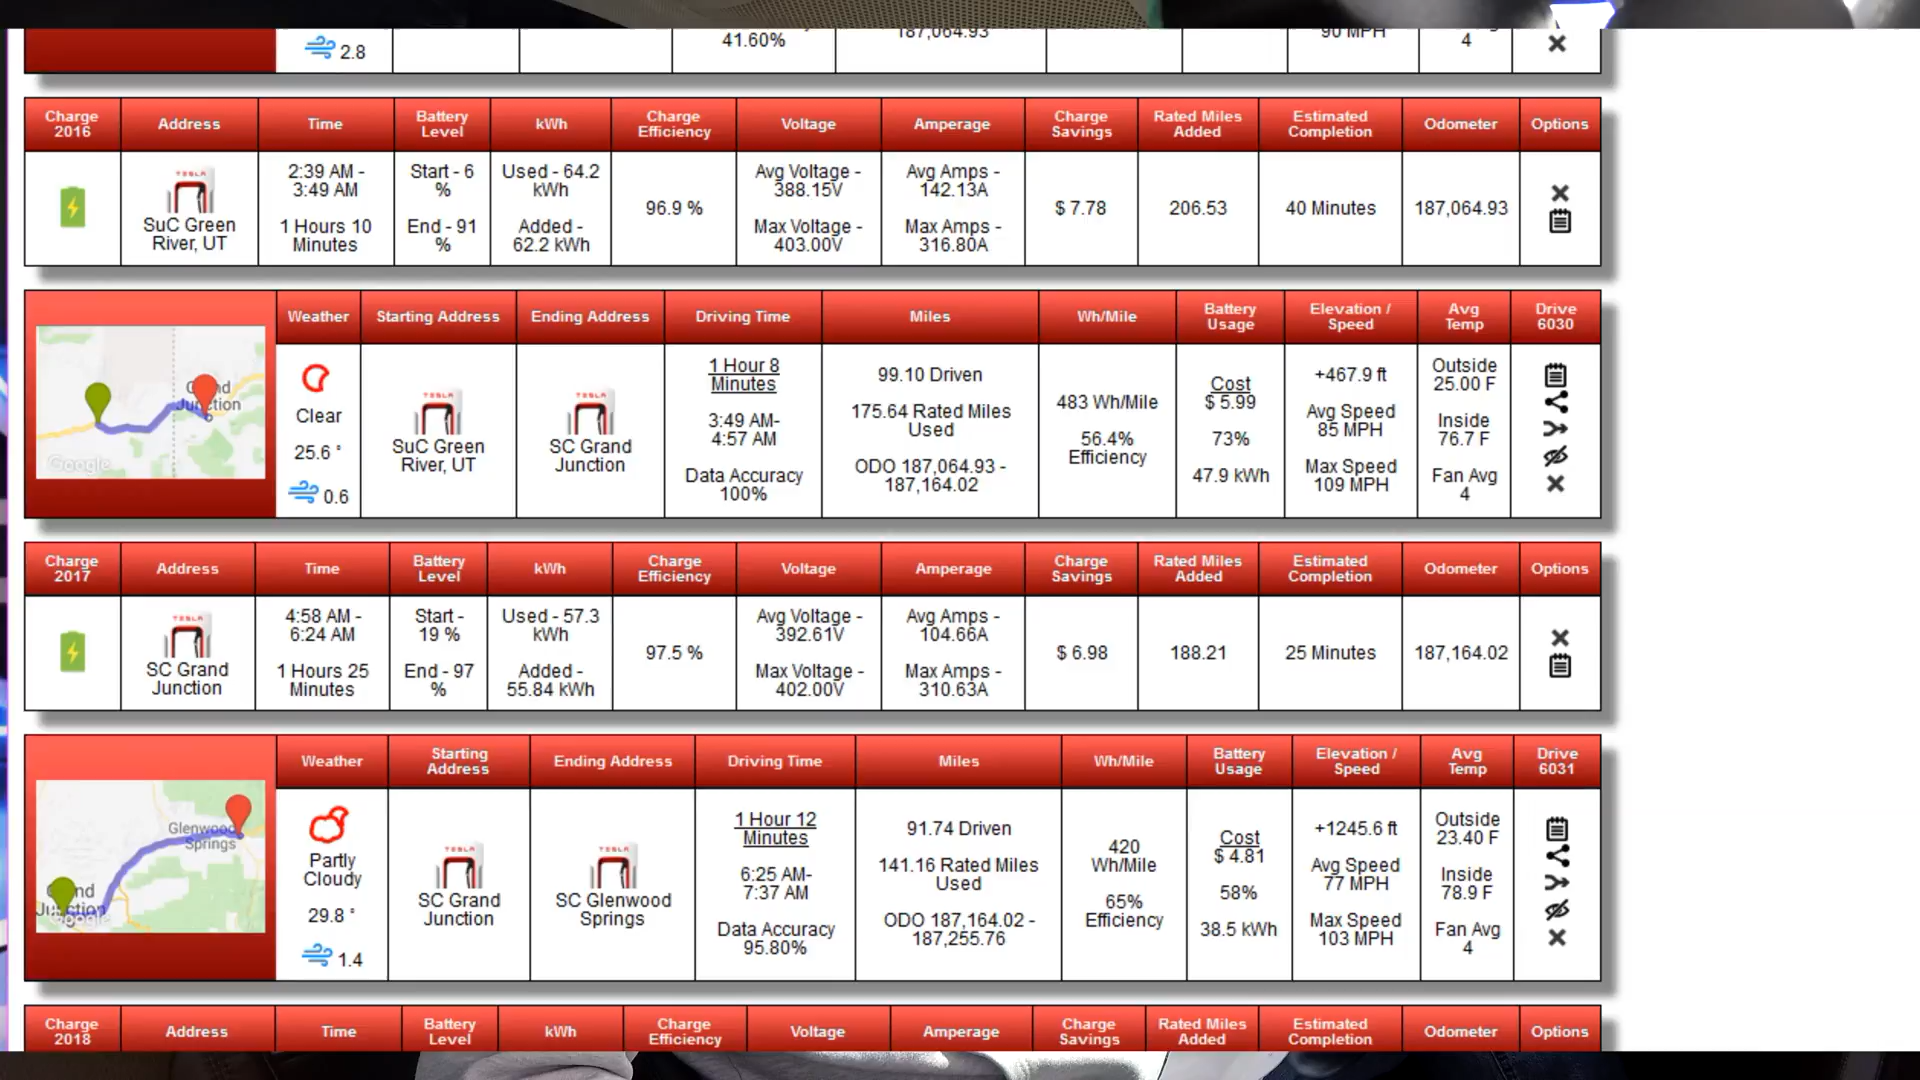 2.8
41.60%
187,064.93
90 MPH
4
Charge 2016
Address
Time
Battery Level
kWh
Charge Efficiency
Voltage
Amperage
Charge Savings
Rated Miles Added
Estimated Completion
Odometer
Options
TESLA
SuC Green River, UT
2:39 AM - 3:49 AM
1 Hours 10 Minutes
Start - 6 %
End - 91 %
Used - 64.2 kWh
Added - 62.2 kWh
96.9 %
Avg Voltage - 388.15V
Max Voltage - 403.00V
Avg Amps - 142.13A
Max Amps - 316.80A
$ 7.78
206.53
40 Minutes
187,064.93
Weather
Starting Address
Ending Address
Driving Time
Miles
Wh/Mile
Battery Usage
Elevation / Speed
Avg Temp
Drive 6030
Grand Junction
Google
Clear
25.6 °
0.6
TESLA
SuC Green River, UT
TESLA
SC Grand Junction
1 Hour 8 Minutes
3:49 AM- 4:57 AM
Data Accuracy 100%
99.10 Driven
175.64 Rated Miles Used
ODO 187,064.93 - 187,164.02
483 Wh/Mile
56.4% Efficiency
Cost
$ 5.99
73%
47.9 kWh
+467.9 ft
Avg Speed 85 MPH
Max Speed 109 MPH
Outside 25.00 F
Inside 76.7 F
Fan Avg 4
Charge 2017
Address
Time
Battery Level
kWh
Charge Efficiency
Voltage
Amperage
Charge Savings
Rated Miles Added
Estimated Completion
Odometer
Options
TESLA
SC Grand Junction
4:58 AM - 6:24 AM
1 Hours 25 Minutes
Start - 19 %
End - 97 %
Used - 57.3 kWh
Added - 55.84 kWh
97.5 %
Avg Voltage - 392.61V
Max Voltage - 402.00V
Avg Amps - 104.66A
Max Amps - 310.63A
$ 6.98
188.21
25 Minutes
187,164.02
Weather
Starting Address
Ending Address
Driving Time
Miles
Wh/Mile
Battery Usage
Elevation / Speed
Avg Temp
Drive 6031
Glenwood Springs
Google
Partly Cloudy
29.8 °
1.4
TESLA
SC Grand Junction
TESLA
SC Glenwood Springs
1 Hour 12 Minutes
6:25 AM- 7:37 AM
Data Accuracy 95.80%
91.74 Driven
141.16 Rated Miles Used
ODO 187,164.02 - 187,255.76
420 Wh/Mile
65% Efficiency
Cost
$ 4.81
58%
38.5 kWh
+1245.6 ft
Avg Speed 77 MPH
Max Speed 103 MPH
Outside 23.40 F
Inside 78.9 F
Fan Avg 4
Charge 2018
Address
Time
Battery Level
kWh
Charge Efficiency
Voltage
Amperage
Charge Savings
Rated Miles Added
Estimated Completion
Odometer
Options